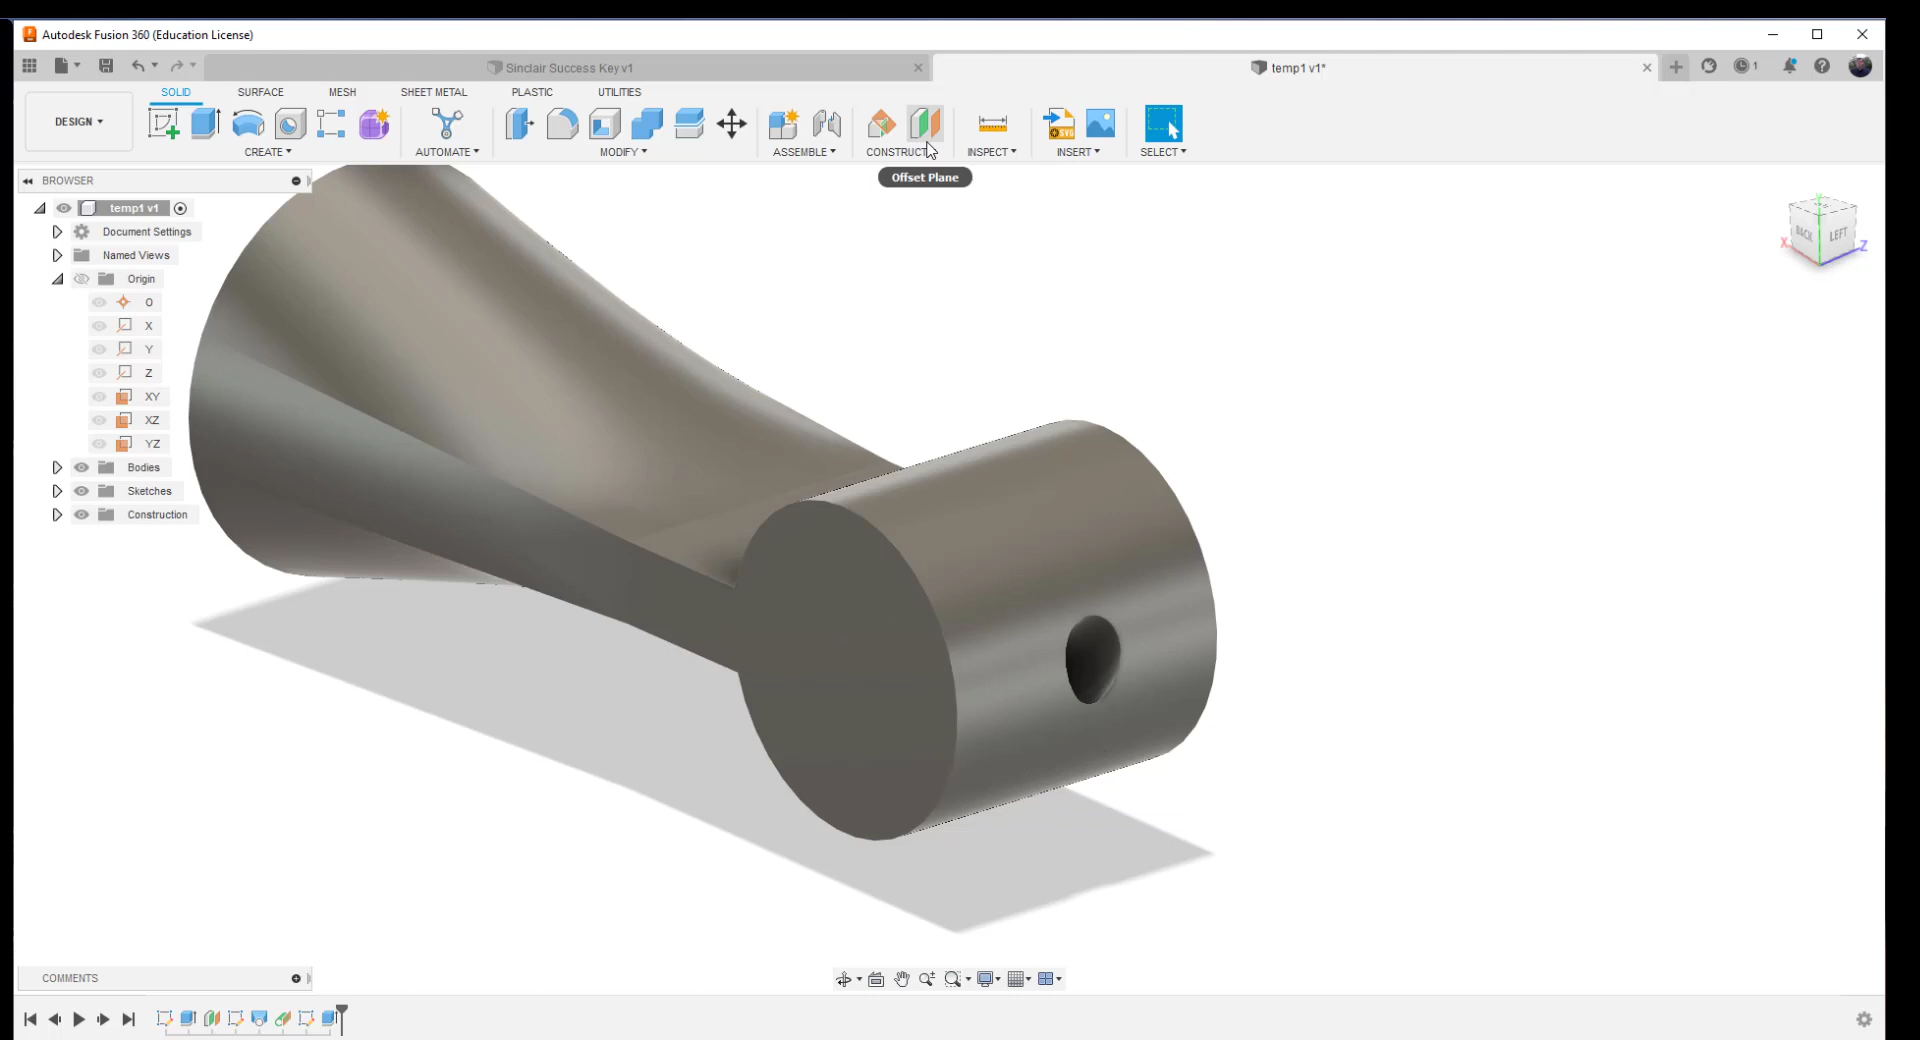 Autodesk Fusion 360 (Education License)
Sinclair Success Key v1
temp1 v1*
1
SOLID
SURFACE
MESH
SHEET METAL
PLASTIC
UTILITIES
DESIGN
CREATE
AUTOMATE
MODIFY
ASSEMBLE
CONSTRUCT
INSPECT
INSERT
SELECT
SVG
Offset Plane
BROWSER
temp1 v1
Document Settings
Named Views
Origin
O
X
Y
Z
XY
XZ
YZ
Bodies
Sketches
Construction
Y
BACK
LEFT
X
Z
COMMENTS